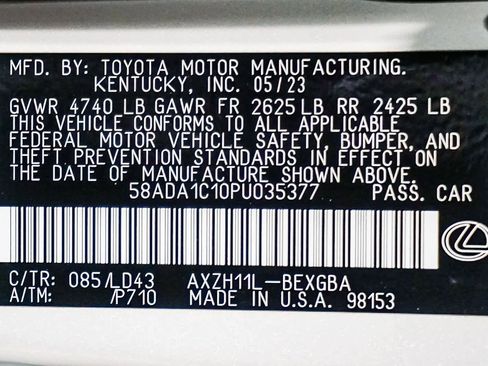 MFD. BY: TOYOTA MOTOR MANUFACTURING.
KENTUCKY, INC. 05/23
GVWR 4740 LB GAWR FR 2625 LB RR 2425 LB
THIS VEHICLE CONFORMS TO ALL APPLICABLE
FEDERAL MOTOR VEHICLE SAFETY, BUMPER, AND
THEFT PREVENTION STANDARDS IN EFFECT ON
THE DATE OF MANUFACTURE SHOWN ABOVE.
58ADA1C10PU035377 PASS. CAR
C/TR: 085/LD43 AXZH11L-BEXGBA
A/TM: /P710 MADE IN U.S.A. 98153